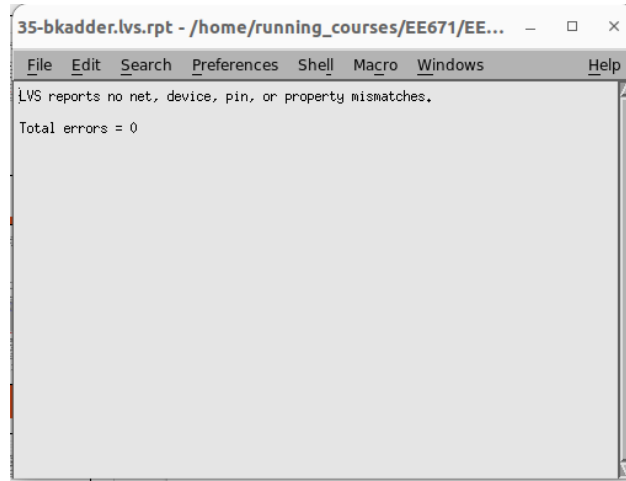 35-bkadder.lvs.rpt - /home/running_courses/EE671/EE...
File Edit Search Preferences Shell Macro Windows Help
LVS reports no net, device, pin, or property mismatches.
Total errors = 0